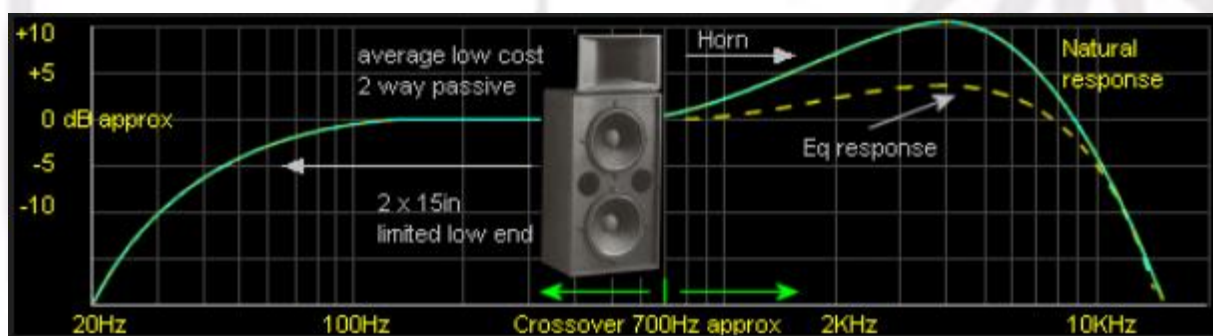 +10
+5
0 dB approx
-5
-10
average low cost
2 way passive
2 x 15in
limited low end
Horn
Natural
response
Eq response
20Hz
100Hz
Crossover 700Hz approx
2KHz
10KHz